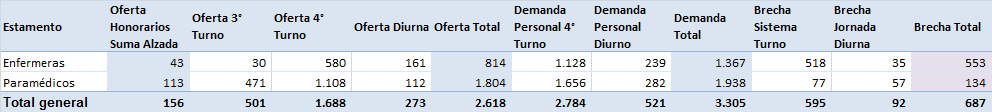 Estamento Oferta Honorarios Suma Alzada Oferta 3° Turno Oferta 4° Turno Oferta Diurna Oferta Total Demanda Personal 4° Turno Demanda Personal Diurno Demanda Total Brecha Sistema Turno Brecha Jornada Diurna Brecha Total
Enfermeras 43 30 580 161 814 1.128 239 1.367 518 35 553
Paramédicos 113 471 1.108 112 1.804 1.656 282 1.938 77 57 134
Total general 156 501 1.688 273 2.618 2.784 521 3.305 595 92 687